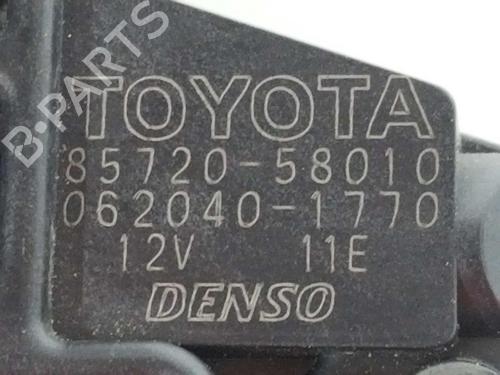 B-PARTS
TOYOTA
85720-58010
062040-1770
12V 11E
DENSO